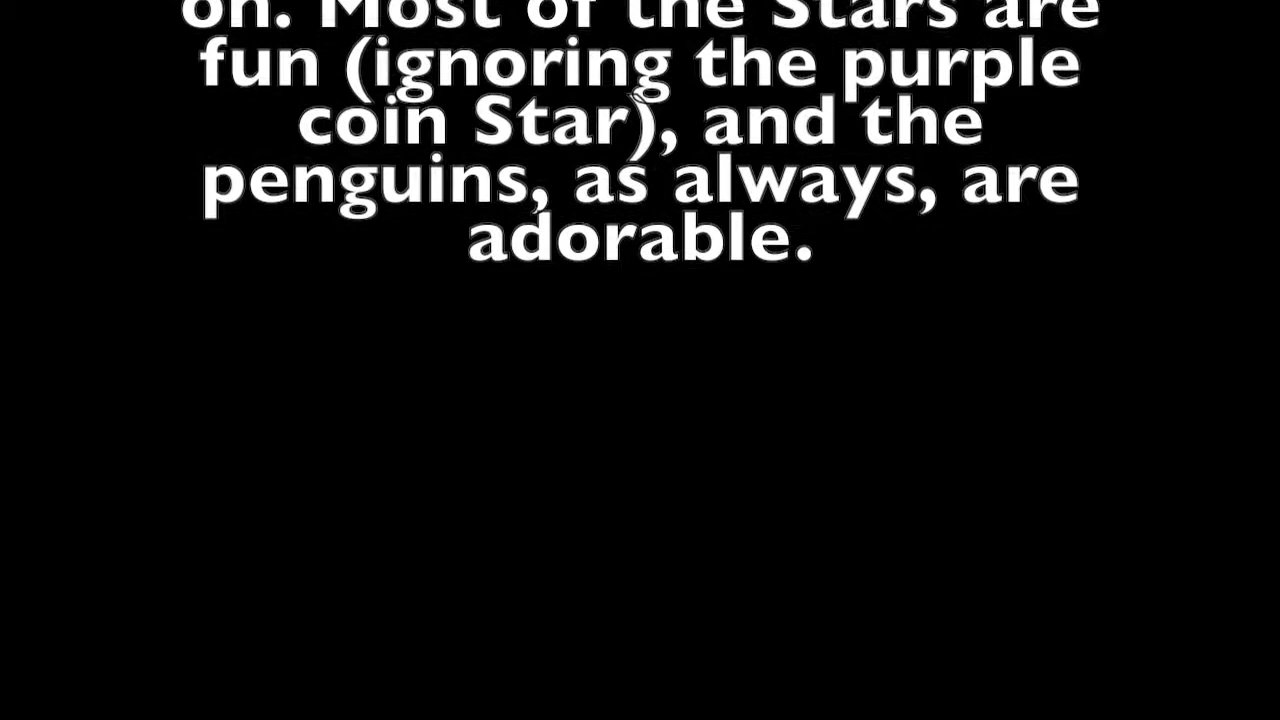 on. Most of the Stars are
fun (ignoring the purple
coin Star), and the
penguins, as always, are
adorable.